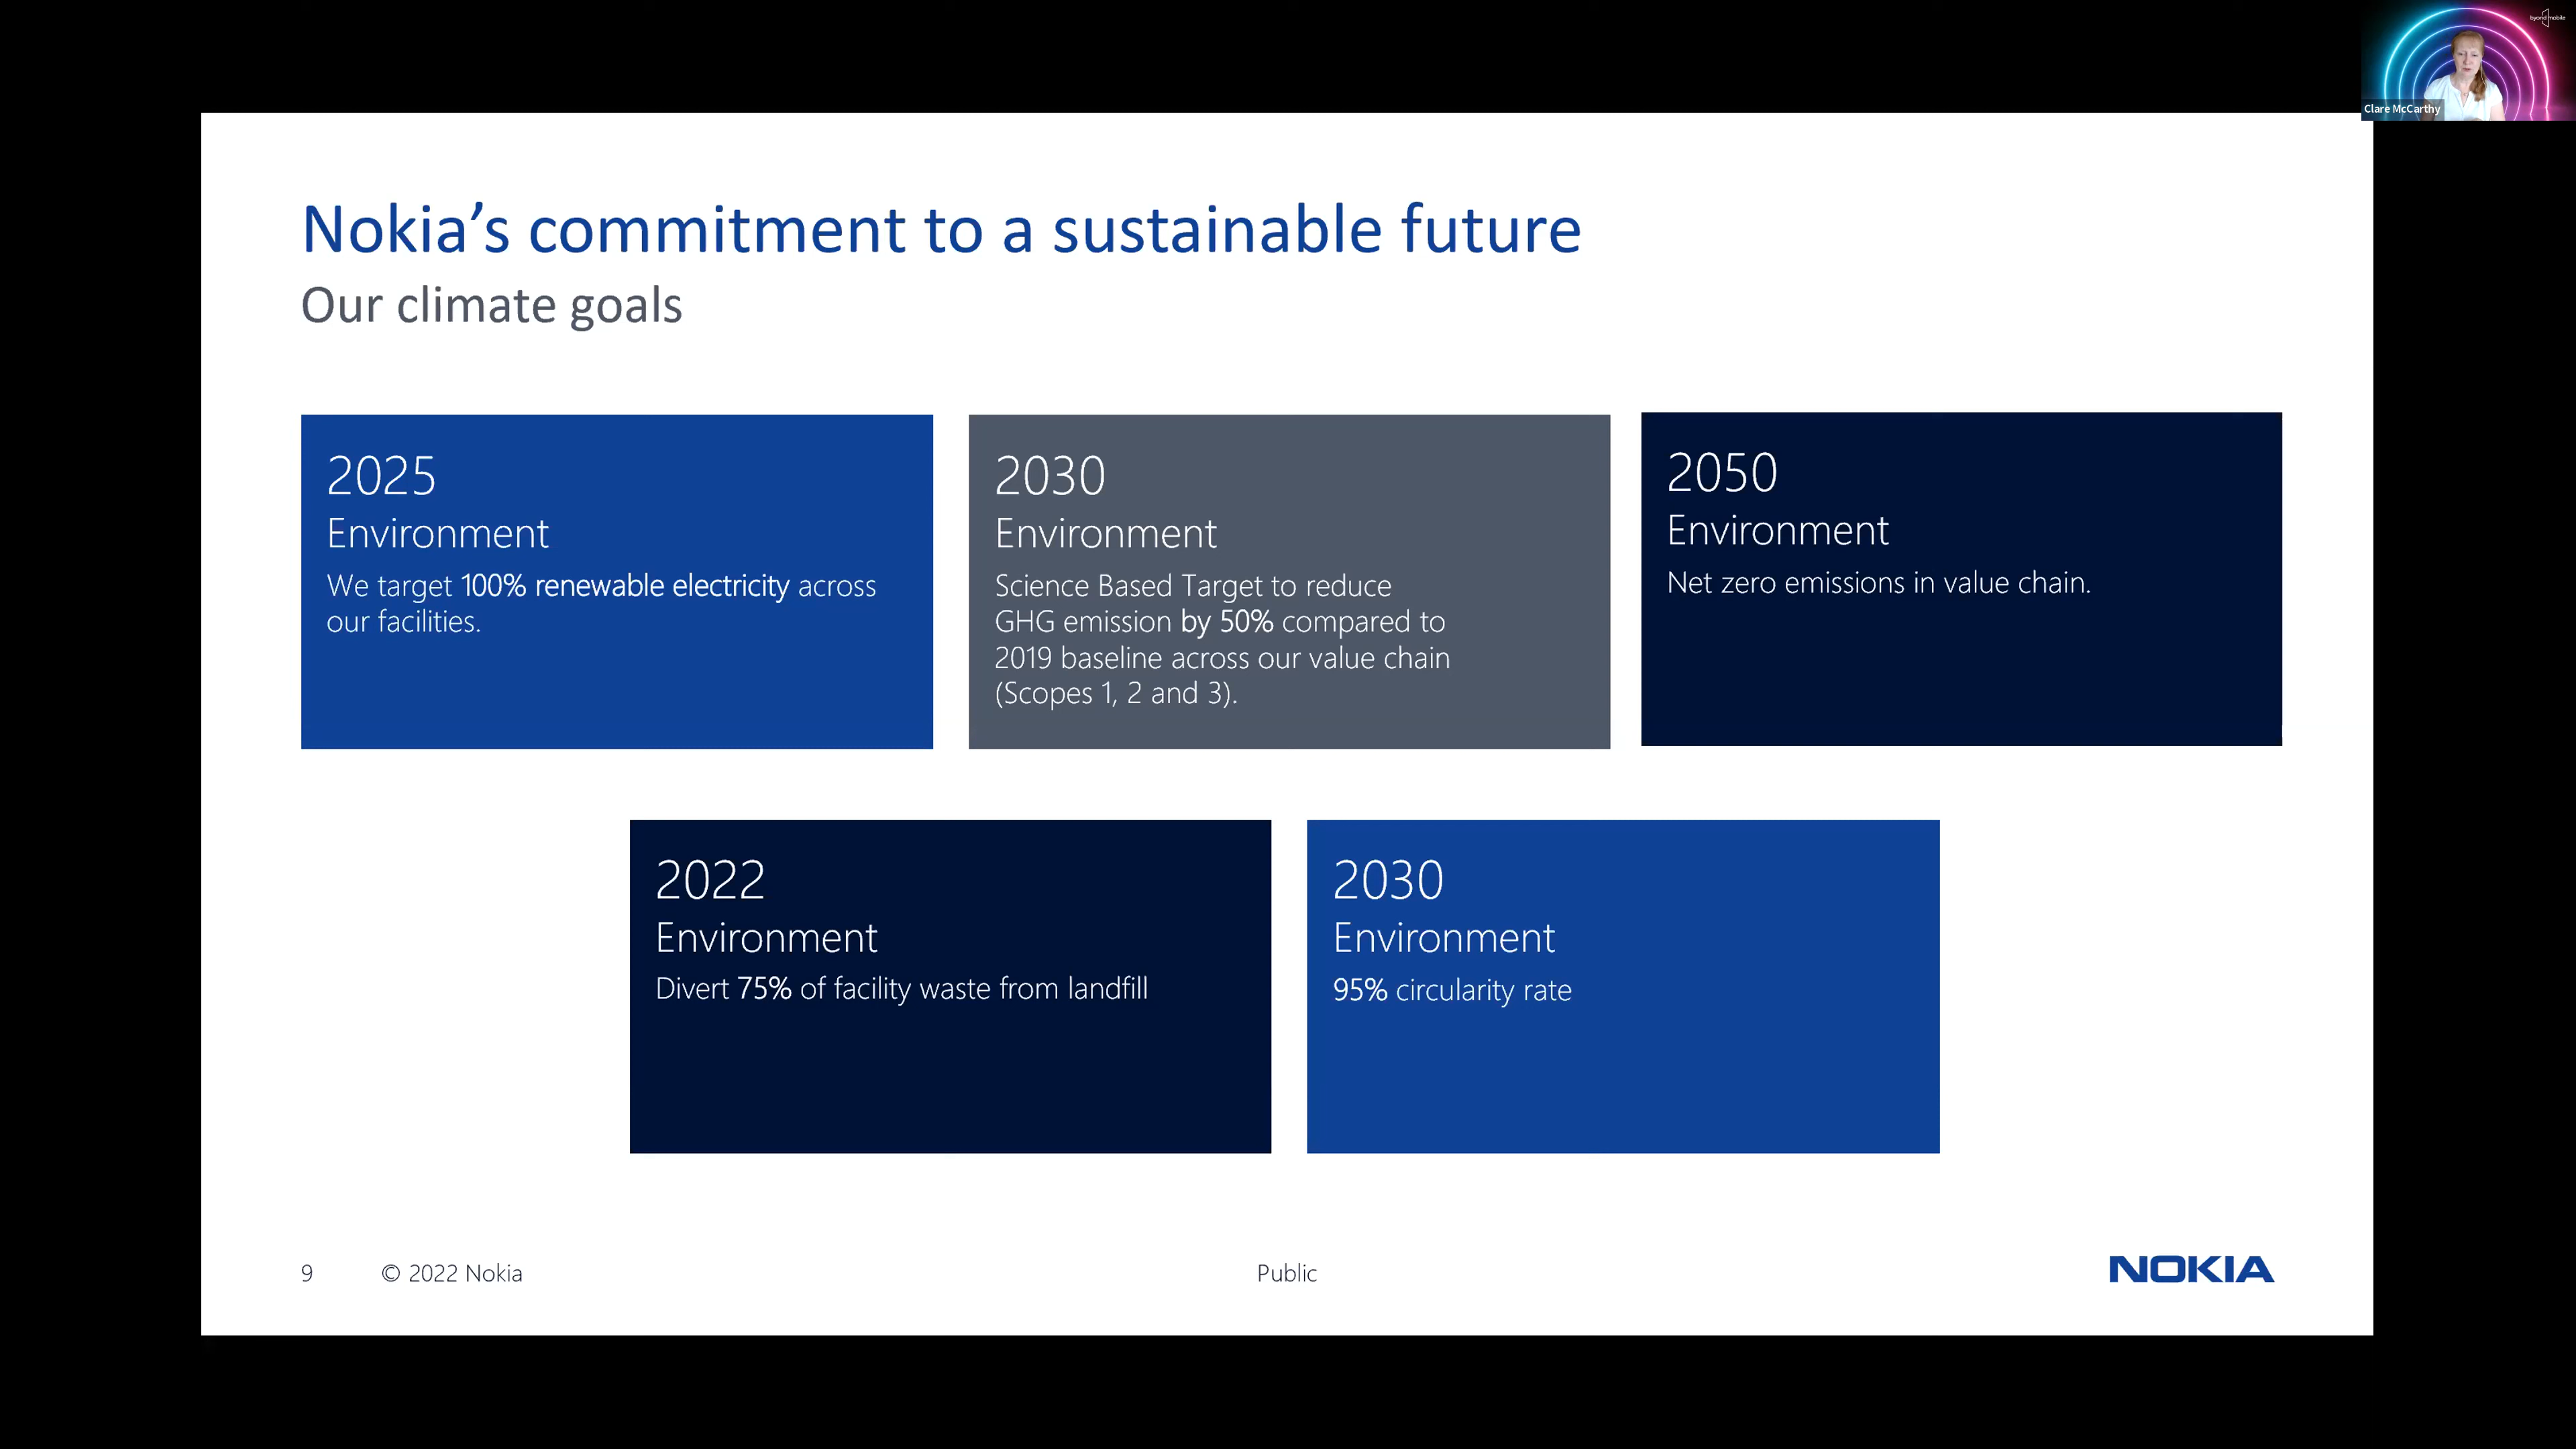 byond mobile
Clare McCarthy
Nokia’s commitment to a sustainable future
Our climate goals
2025
Environment
We target 100% renewable electricity across
our facilities.
2030
Environment
Science Based Target to reduce
GHG emission by 50% compared to
2019 baseline across our value chain
(Scopes 1, 2 and 3).
2050
Environment
Net zero emissions in value chain.
2022
Environment
Divert 75% of facility waste from landfill
2030
Environment
95% circularity rate
9 © 2022 Nokia Public NOKIA